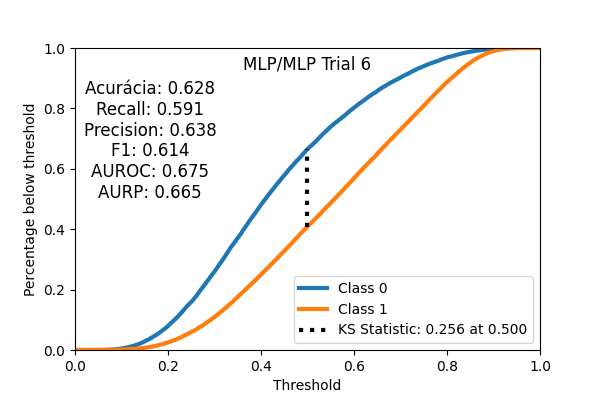 MLP/MLP Trial 6
Acurácia: 0.628
Recall: 0.591
Precision: 0.638
F1: 0.614
AUROC: 0.675
AURP: 0.665
Percentage below threshold
1.0
0.8
0.6
0.4
0.2
0.0
Class 0
Class 1
KS Statistic: 0.256 at 0.500
0.0 0.2 0.4 0.6 0.8 1.0
Threshold